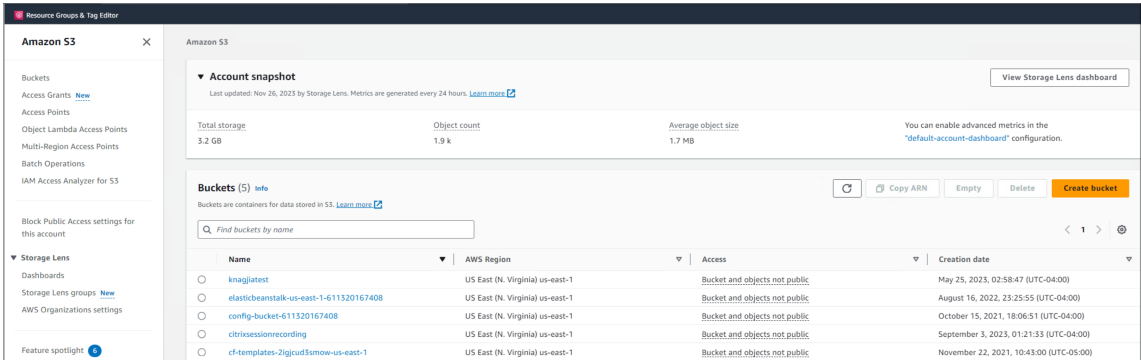 Resource Groups & Tag Editor
Amazon S3
Buckets
Access Grants New
Access Points
Object Lambda Access Points
Multi-Region Access Points
Batch Operations
IAM Access Analyzer for S3
Block Public Access settings for
this account
Storage Lens
Dashboards
Storage Lens groups New
AWS Organizations settings
Feature spotlight 6
Amazon S3
Account snapshot
View Storage Lens dashboard
Last updated: Nov 26, 2023 by Storage Lens. Metrics are generated every 24 hours. Learn more
Total storage Object count Average object size
3.2 GB 1.9 k 1.7 MB
You can enable advanced metrics in the
"default-account-dashboard" configuration.
Buckets (5) Info
Copy ARN Empty Delete Create bucket
Buckets are containers for data stored in S3. Learn more
Find buckets by name
1
Name AWS Region Access Creation date
knagjiatest US East (N. Virginia) us-east-1 Bucket and objects not public May 25, 2023, 02:58:47 (UTC-04:00)
elasticbeanstalk-us-east-1-611320167408 US East (N. Virginia) us-east-1 Bucket and objects not public August 16, 2022, 23:25:55 (UTC-04:00)
config-bucket-611320167408 US East (N. Virginia) us-east-1 Bucket and objects not public October 15, 2021, 18:06:51 (UTC-04:00)
citrixsessionrecording US East (N. Virginia) us-east-1 Bucket and objects not public September 3, 2023, 01:21:33 (UTC-04:00)
cf-templates-2igjcud3smow-us-east-1 US East (N. Virginia) us-east-1 Bucket and objects not public November 22, 2021, 10:43:00 (UTC-05:00)